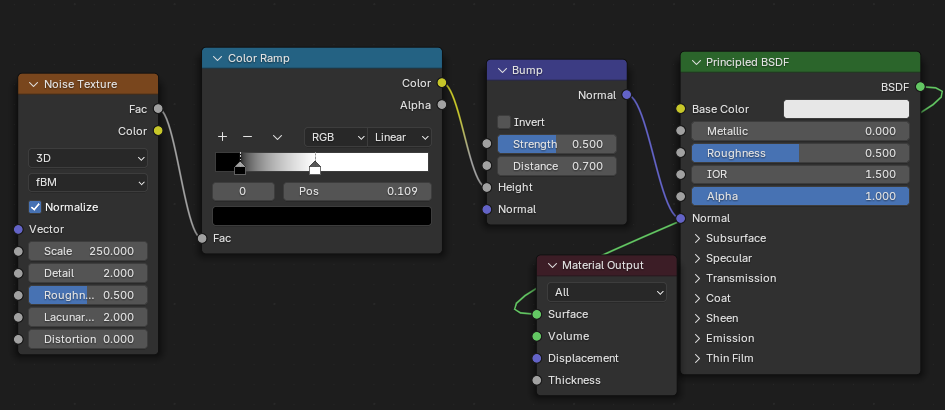 Noise Texture
Fac
Color
3D
fBM
Normalize
Vector
Scale 250.000
Detail 2.000
Roughn... 0.500
Lacunar... 2.000
Distortion 0.000
Color Ramp
Color
Alpha
RGB Linear
0 Pos 0.109
Fac
Bump
Normal
Invert
Strength 0.500
Distance 0.700
Height
Normal
Material Output
All
Surface
Volume
Displacement
Thickness
Principled BSDF
BSDF
Base Color
Metallic 0.000
Roughness 0.500
IOR 1.500
Alpha 1.000
Normal
Subsurface
Specular
Transmission
Coat
Sheen
Emission
Thin Film